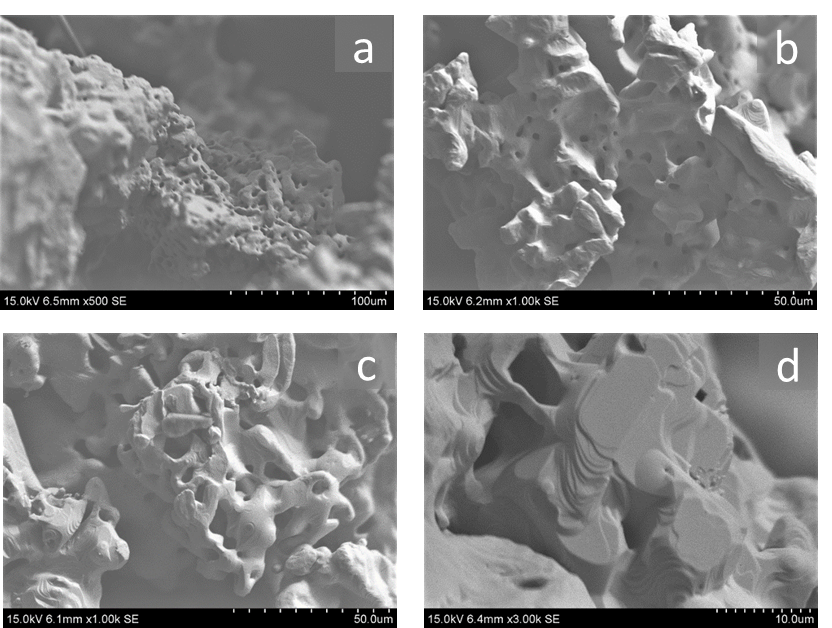 a
15.0kV 6.5mm x500 SE 100um
b
15.0kV 6.2mm x1.00k SE 50.0um
c
15.0kV 6.1mm x1.00k SE 50.0um
d
15.0kV 6.4mm x3.00k SE 10.0um